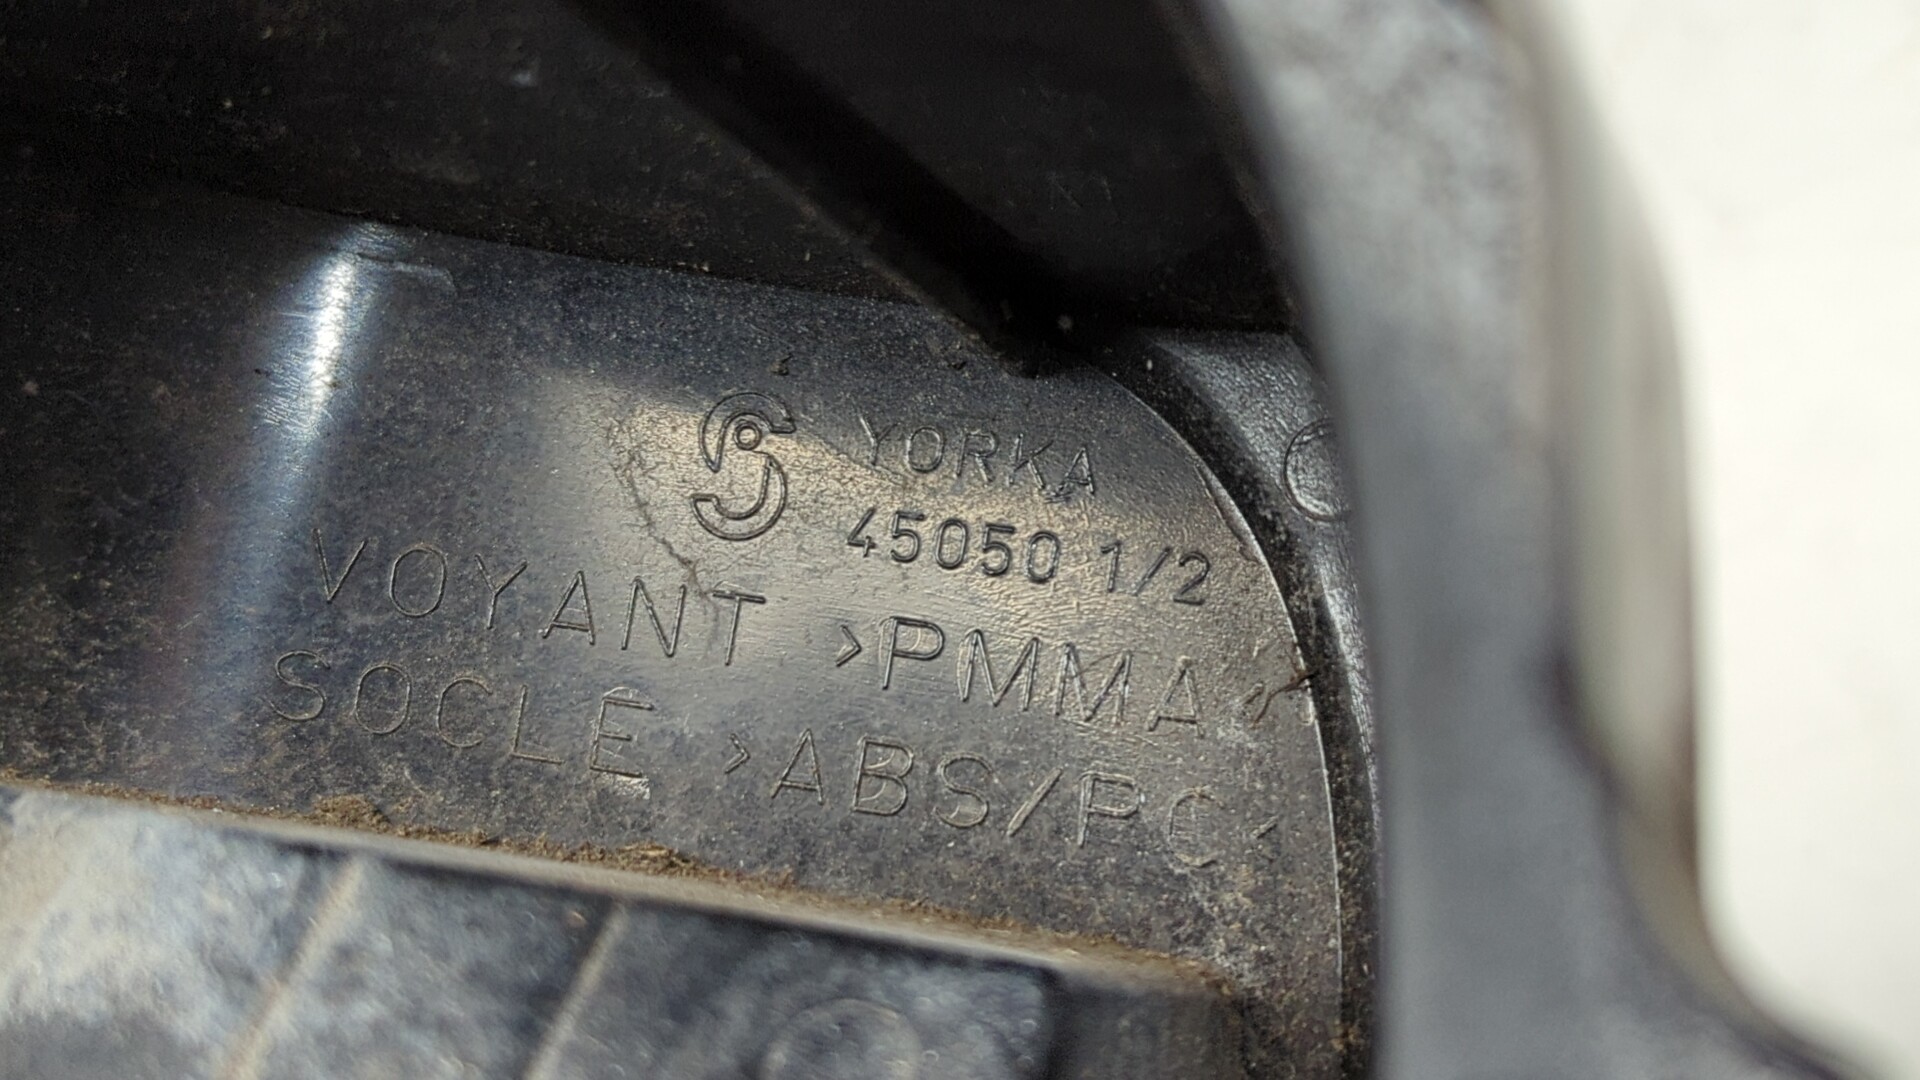 YORKA
45050 1/2
VOYANT >PMMA<
SOCLE >ABS/PC<